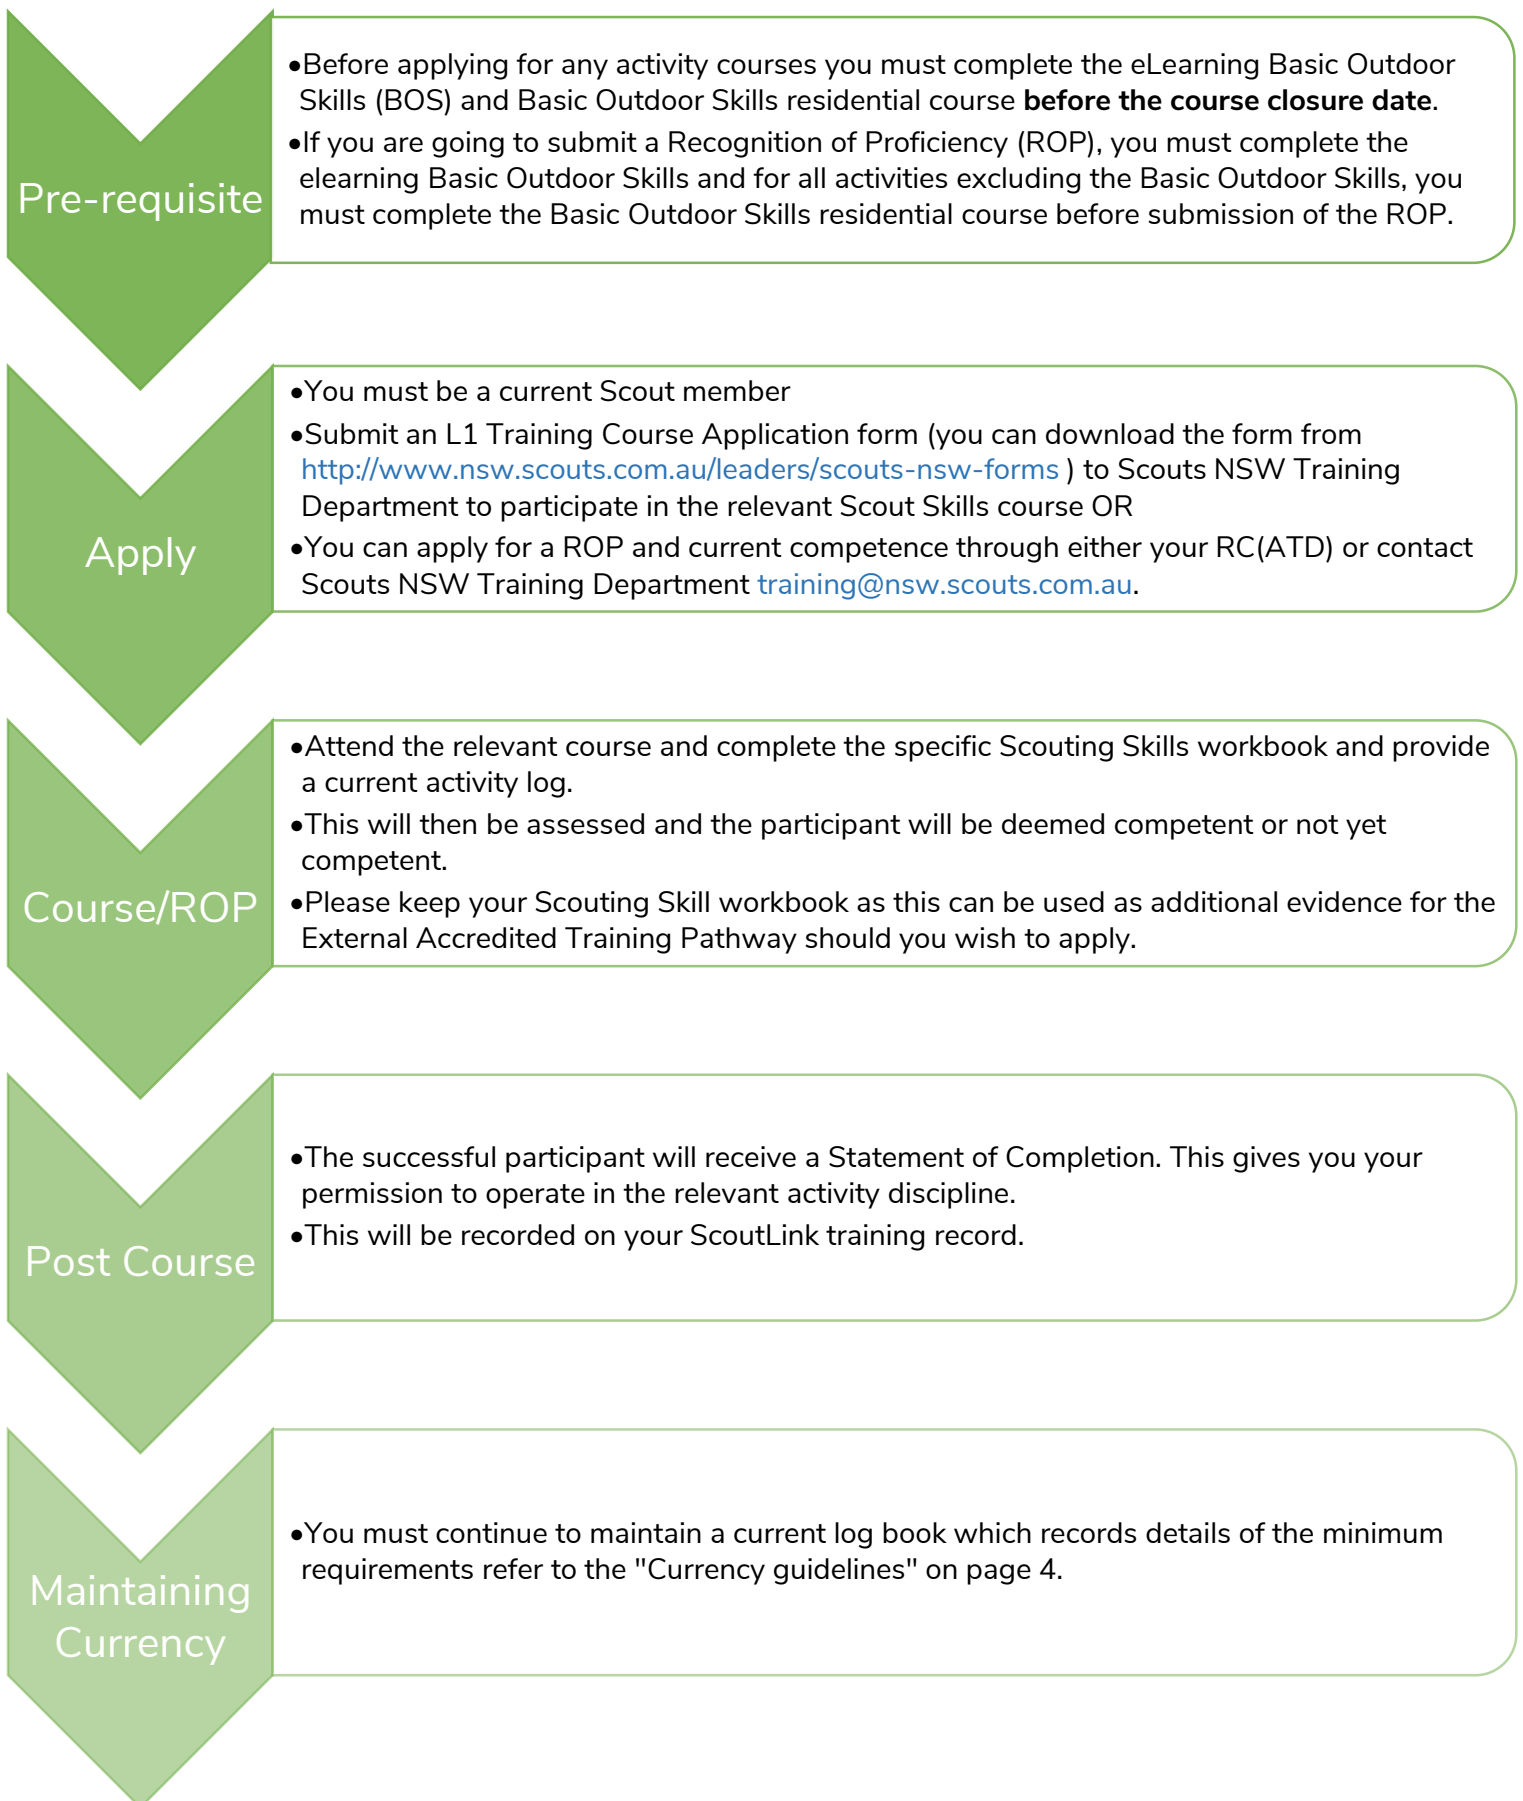 Pre-requisite
•Before applying for any activity courses you must complete the eLearning Basic Outdoor
Skills (BOS) and Basic Outdoor Skills residential course before the course closure date.
•If you are going to submit a Recognition of Proficiency (ROP), you must complete the
elearning Basic Outdoor Skills and for all activities excluding the Basic Outdoor Skills, you
must complete the Basic Outdoor Skills residential course before submission of the ROP.
Apply
•You must be a current Scout member
•Submit an L1 Training Course Application form (you can download the form from
http://www.nsw.scouts.com.au/leaders/scouts-nsw-forms ) to Scouts NSW Training
Department to participate in the relevant Scout Skills course OR
•You can apply for a ROP and current competence through either your RC(ATD) or contact
Scouts NSW Training Department training@nsw.scouts.com.au.
Course/ROP
•Attend the relevant course and complete the specific Scouting Skills workbook and provide
a current activity log.
•This will then be assessed and the participant will be deemed competent or not yet
competent.
•Please keep your Scouting Skill workbook as this can be used as additional evidence for the
External Accredited Training Pathway should you wish to apply.
Post Course
•The successful participant will receive a Statement of Completion. This gives you your
permission to operate in the relevant activity discipline.
•This will be recorded on your ScoutLink training record.
Maintaining
Currency
•You must continue to maintain a current log book which records details of the minimum
requirements refer to the "Currency guidelines" on page 4.